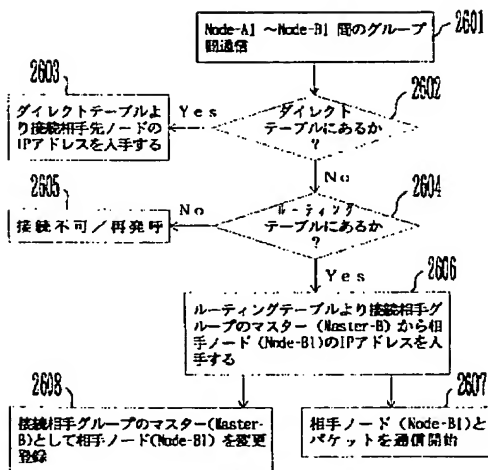 2601
Node-A1 ～Node-B1 間のグループ
間通信
2603
2602
ダイレクトテーブルよ
り接続相手先ノードの
IPアドレスを入手する
Yes
ダイレクト
テーブルにあるか
?
No
2605
2604
接続不可／再発呼
No
ルーティング
テーブルにあるか
?
Yes
2606
ルーティングテーブルより接続相手グ
ループのマスター (Master-B) から相
手ノード (Node-B1)のIPアドレスを入
手する
2608
2607
接続相手グループのマスター(Master-
B)として相手ノード(Node-B1) を変更
登録
相手ノード (Node-B1)と
パケットを通信開始